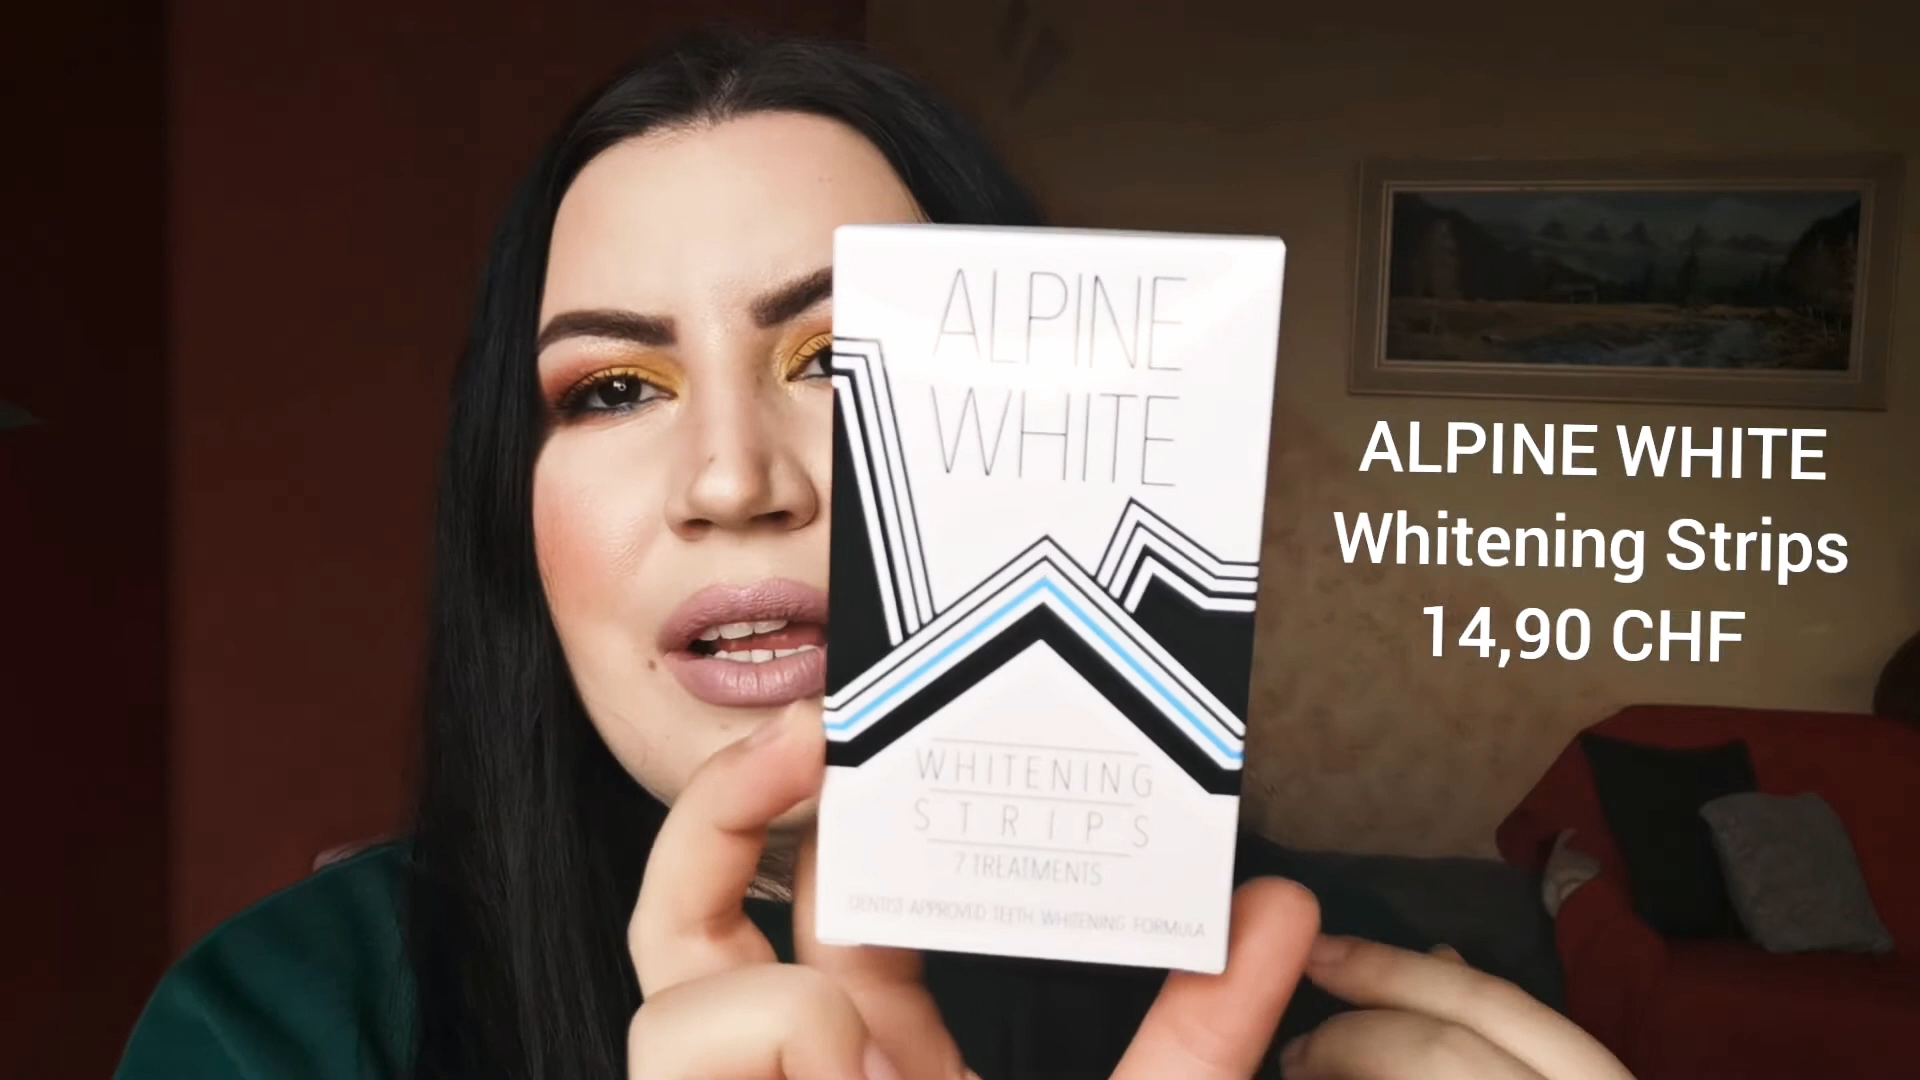 ALPINE
WHITE
WHITENING
STRIPS
7 TREATMENTS
DENTIST APPROVED TEETH WHITENING FORMULA
ALPINE WHITE
Whitening Strips
14,90 CHF